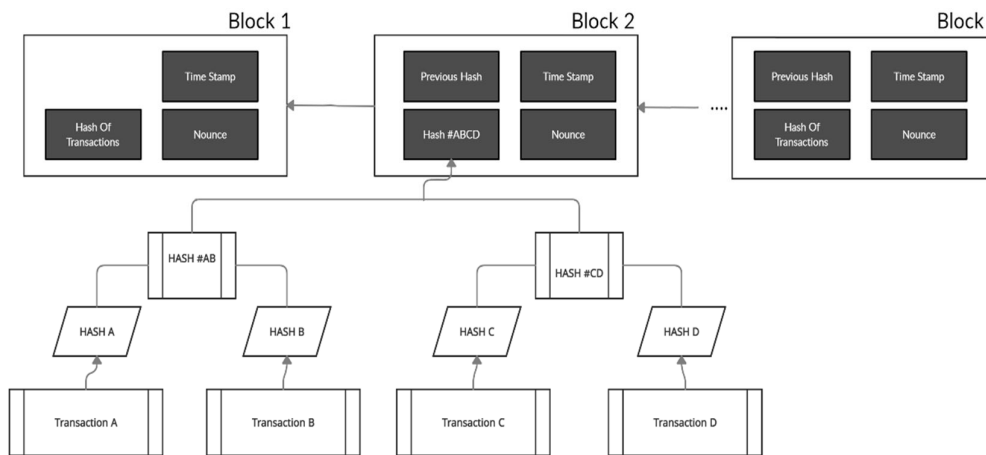 Block 1
Block 2
Block
Time Stamp
Hash Of
Transactions
Nounce
Previous Hash
Time Stamp
Hash #ABCD
Nounce
....
Previous Hash
Time Stamp
Hash Of
Transactions
Nounce
HASH #AB
HASH #CD
HASH A
HASH B
HASH C
HASH D
Transaction A
Transaction B
Transaction C
Transaction D